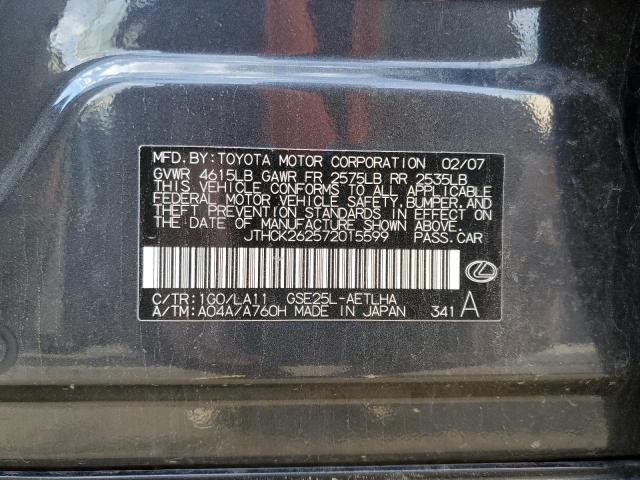 MFD.BY:TOYOTA MOTOR CORPORATION 02/07
GVWR 4615LB GAWR FR 2575LB RR 2535LB
THIS VEHICLE CONFORMS TO ALL APPLICABLE
FEDERAL MOTOR VEHICLE SAFETY,BUMPER,AND
THEFT PREVENTION STANDARDS IN EFFECT ON
THE DATE OF MANUFACTURE SHOWN ABOVE.
JTHCK262572015599 PASS.CAR
C/TR:1G0/LA11 GSE25L-AETLHA
A/TM:A04A/A760H MADE IN JAPAN 341 A